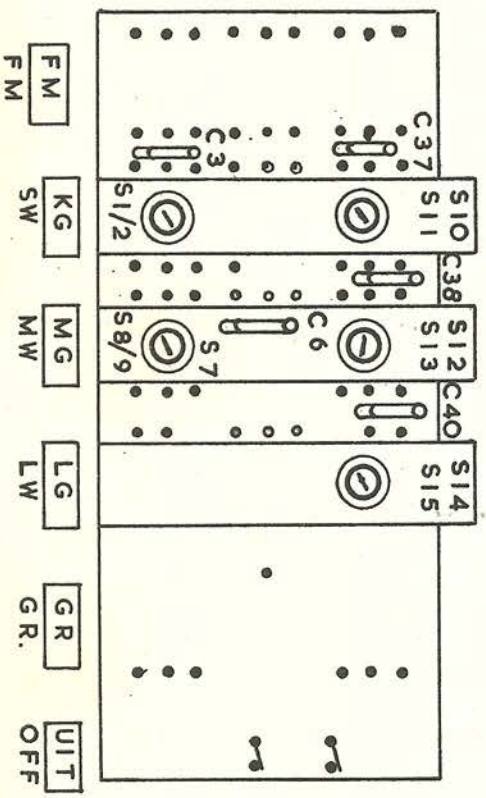 C37
S10
S11
C38
S12
S13
C40
S14
S15
C6
C3
S7
S1/2
S8/9
FM
KG
MG
LG
GR
UIT
FM
SW
MW
LW
GR.
OFF